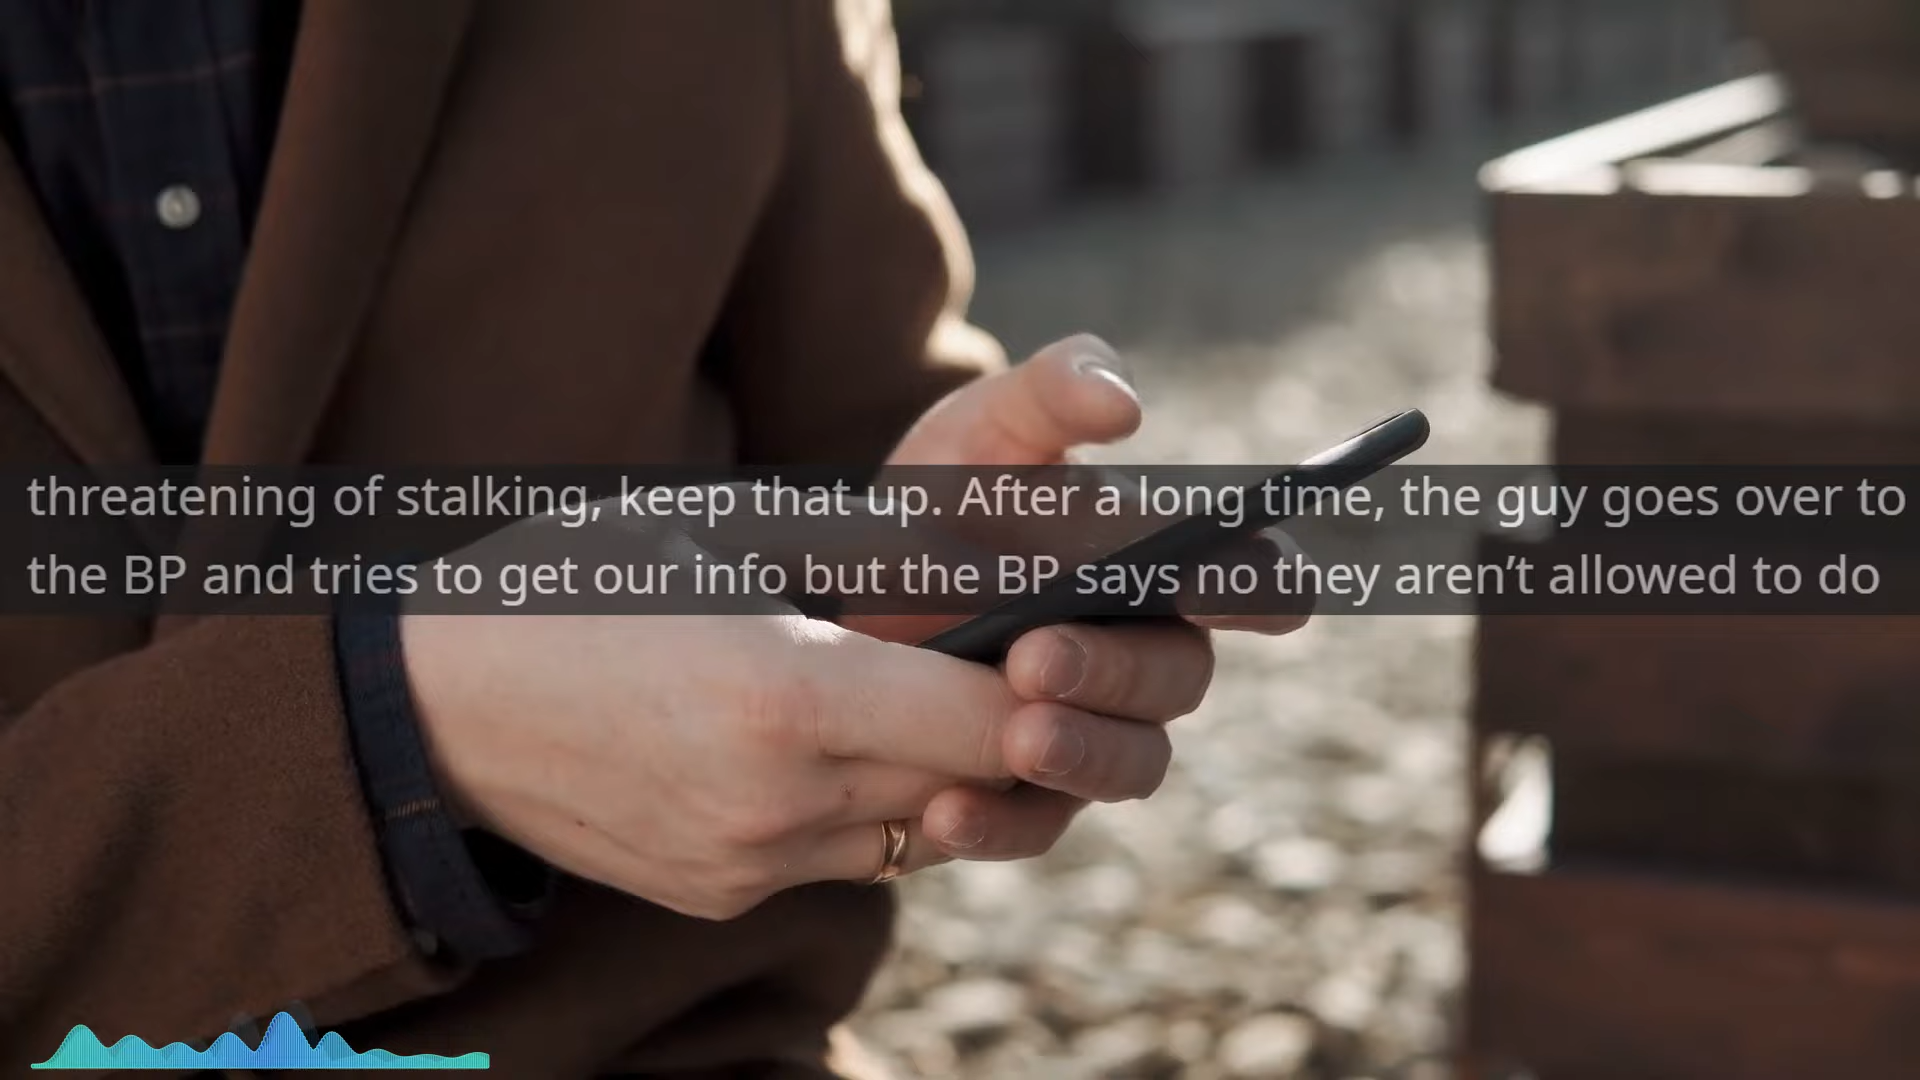 threatening of stalking, keep that up. After a long time, the guy goes over to
the BP and tries to get our info but the BP says no they aren’t allowed to do